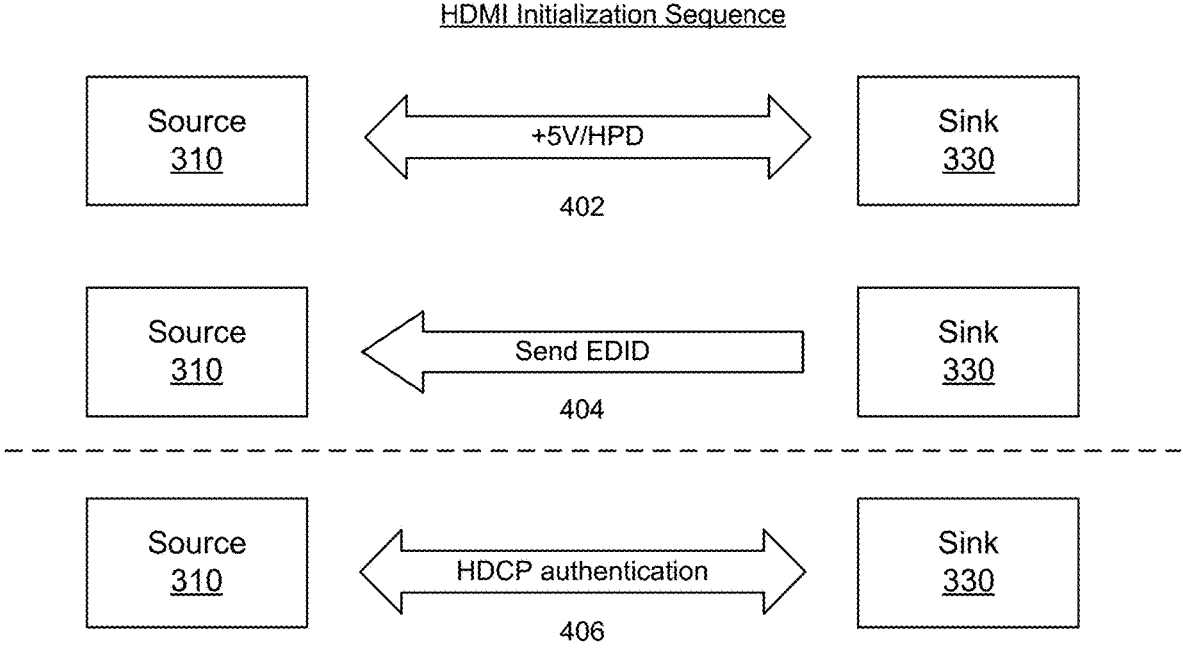 HDMI Initialization Sequence
Source
310
+5V/HPD
402
Sink
330
Source
310
Send EDID
404
Sink
330
Source
310
HDCP authentication
406
Sink
330